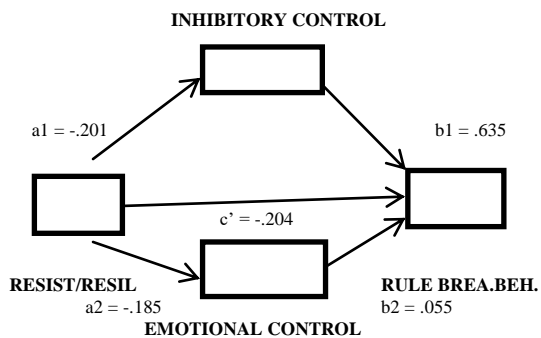 INHIBITORY CONTROL
a1 = -.201
b1 = .635
c’ = -.204
RESIST/RESIL
RULE BREA.BEH.
a2 = -.185
b2 = .055
EMOTIONAL CONTROL